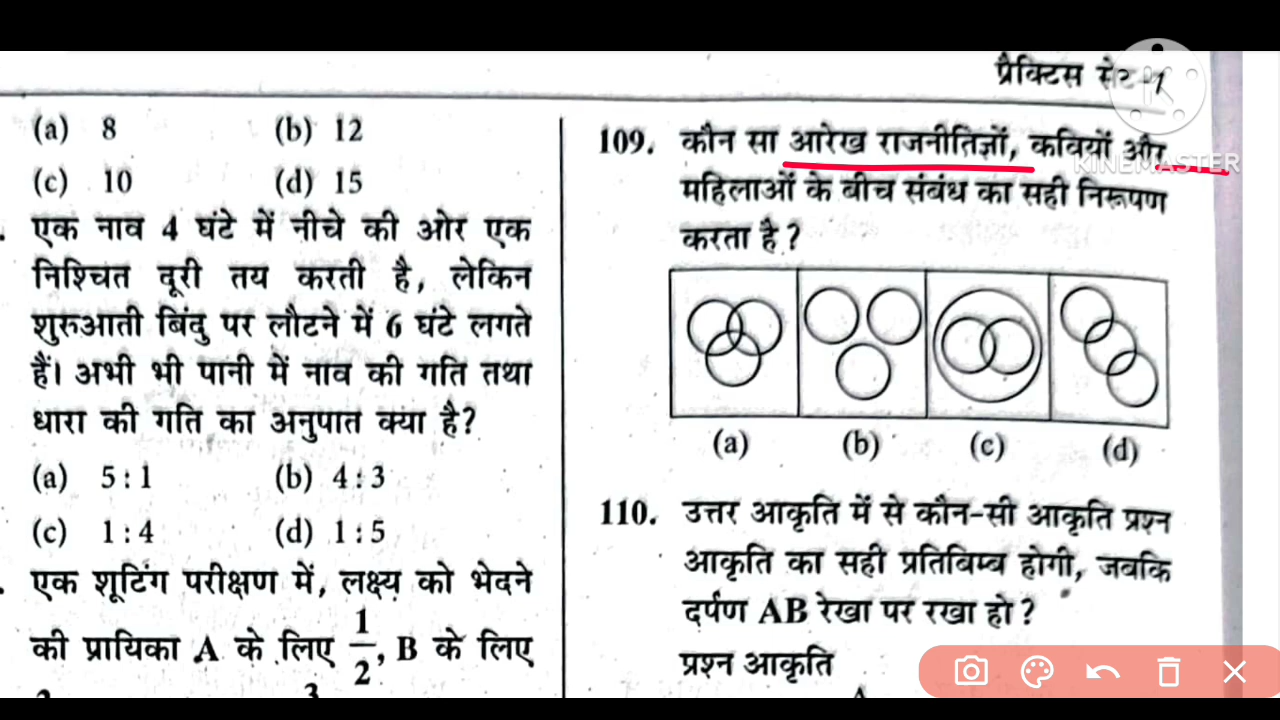 प्रैक्टिस सेट-1
(a) 8 (b) 12
(c) 10 (d) 15
एक नाव 4 घंटे में नीचे की ओर एक
निश्चित दूरी तय करती है, लेकिन
शुरुआती बिंदु पर लौटने में 6 घंटे लगते
हैं। अभी भी पानी में नाव की गति तथा
धारा की गति का अनुपात क्या है?
(a) 5 : 1 (b) 4 : 3
(c) 1 : 4 (d) 1 : 5
एक शूटिंग परीक्षण में, लक्ष्य को भेदने
की प्रायिका A के लिए 1/2, B के लिए
109. कौन सा आरेख राजनीतिज्ञों, कवियों और
महिलाओं के बीच संबंध का सही निरूपण
करता है?
(a) (b) (c) (d)
110. उत्तर आकृति में से कौन-सी आकृति प्रश्न
आकृति का सही प्रतिबिम्ब होगी, जबकि
दर्पण AB रेखा पर रखा हो?
प्रश्न आकृति
KINEMASTER